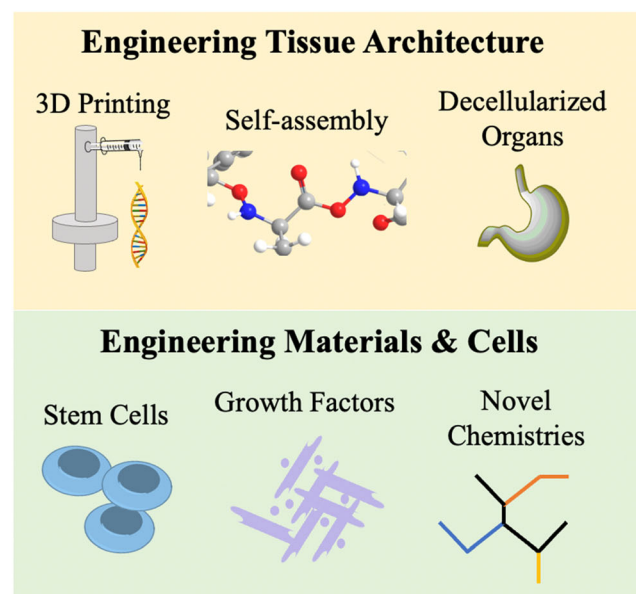 Engineering Tissue Architecture
3D Printing
Self-assembly
Decellularized
Organs
Engineering Materials & Cells
Stem Cells
Growth Factors
Novel
Chemistries